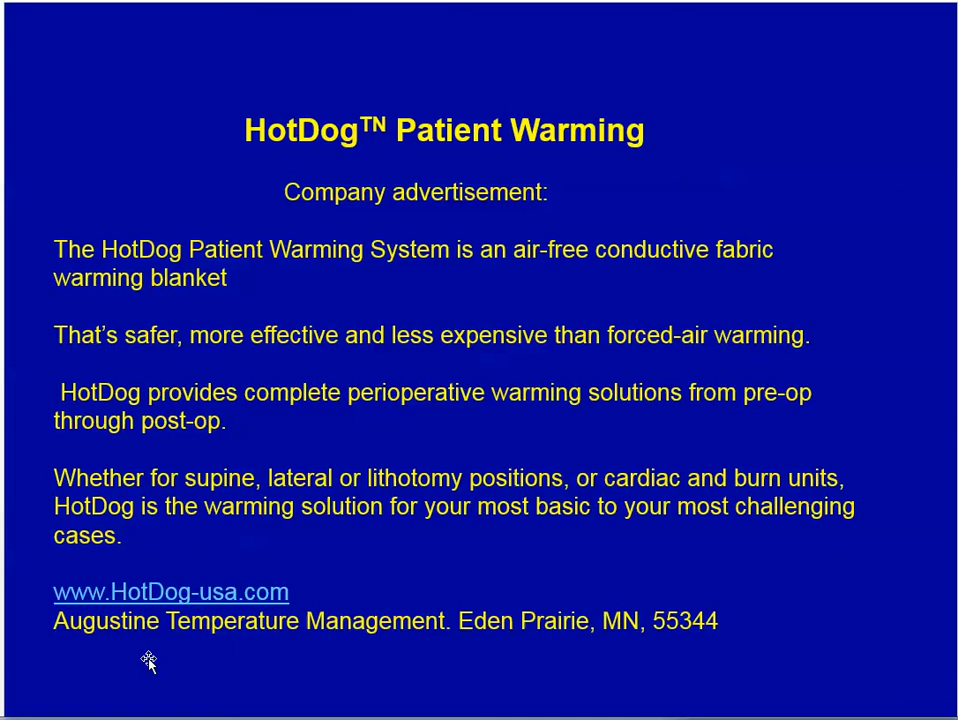 HotDogTN Patient Warming
Company advertisement:
The HotDog Patient Warming System is an air-free conductive fabric
warming blanket
That's safer, more effective and less expensive than forced-air warming.
HotDog provides complete perioperative warming solutions from pre-op
through post-op.
Whether for supine, lateral or lithotomy positions, or cardiac and burn units,
HotDog is the warming solution for your most basic to your most challenging
cases.
www.HotDog-usa.com
Augustine Temperature Management. Eden Prairie, MN, 55344